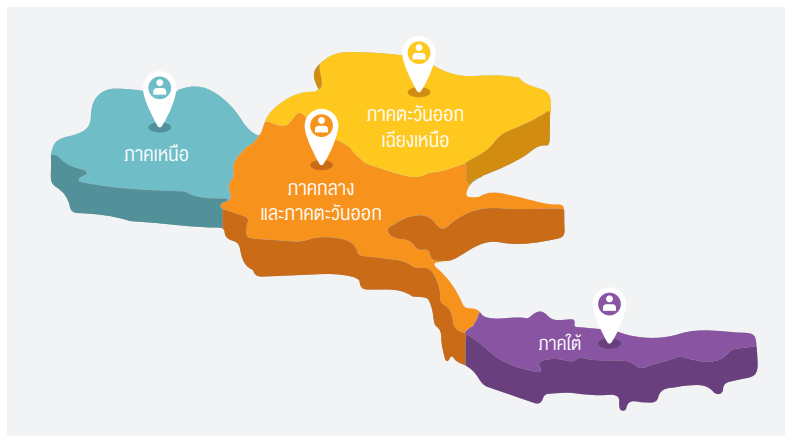 ภาคเหนือ
ภาคตะวันออก
เฉียงเหนือ
ภาคกลาง
และภาคตะวันออก
ภาคใต้